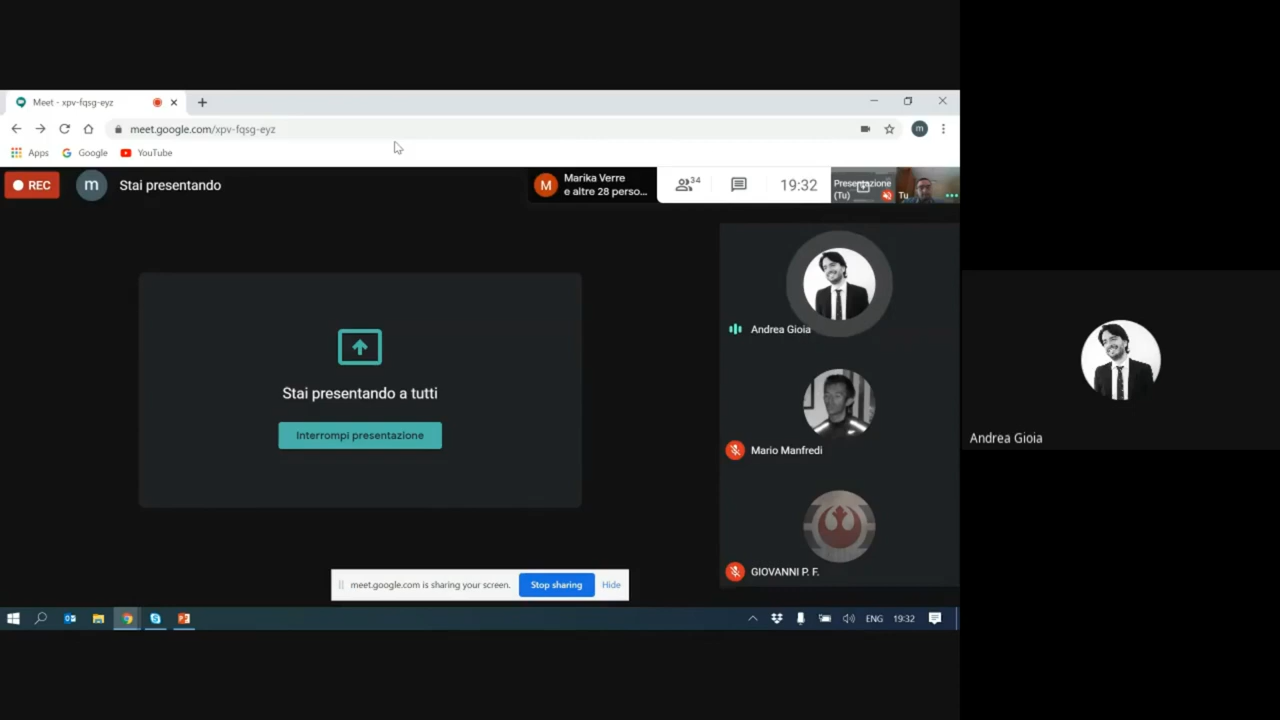 Meet - xpv-fqsg-eyz
meet.google.com/xpv-fqsg-eyz
m
Apps
Google
YouTube
REC
m
Stai presentando
M
Marika Verre
e altre 28 perso...
34
19:32
Presentazione
(Tu)
Tu
Andrea Gioia
Stai presentando a tutti
Interrompi presentazione
Mario Manfredi
GIOVANNI P. F.
Andrea Gioia
meet.google.com is sharing your screen.
Stop sharing
Hide
ENG
19:32